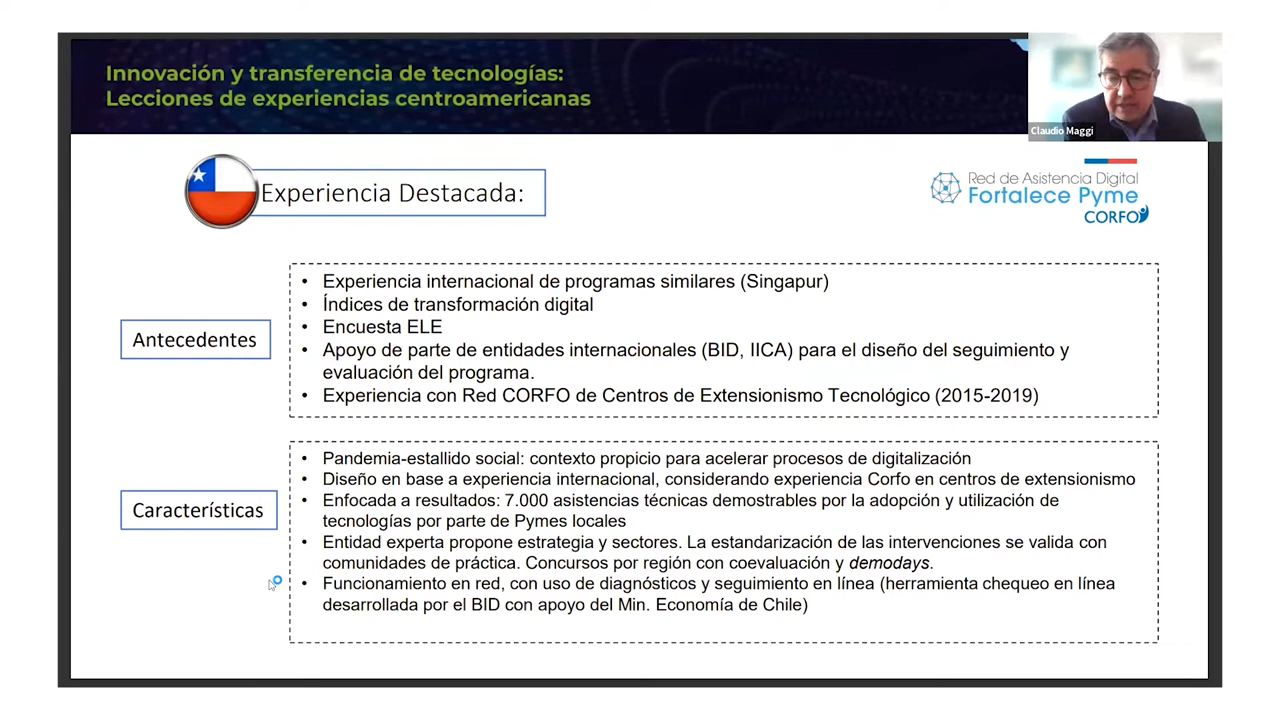 Innovación y transferencia de tecnologías:
Lecciones de experiencias centroamericanas
Claudio Maggi
Experiencia Destacada:
Red de Asistencia Digital
Fortalece Pyme
CORFO
Antecedentes
• Experiencia internacional de programas similares (Singapur)
• Índices de transformación digital
• Encuesta ELE
• Apoyo de parte de entidades internacionales (BID, IICA) para el diseño del seguimiento y
evaluación del programa.
• Experiencia con Red CORFO de Centros de Extensionismo Tecnológico (2015-2019)
Características
• Pandemia-estallido social: contexto propicio para acelerar procesos de digitalización
• Diseño en base a experiencia internacional, considerando experiencia Corfo en centros de extensionismo
• Enfocada a resultados: 7.000 asistencias técnicas demostrables por la adopción y utilización de
tecnologías por parte de Pymes locales
• Entidad experta propone estrategia y sectores. La estandarización de las intervenciones se valida con
comunidades de práctica. Concursos por región con coevaluación y demodays.
• Funcionamiento en red, con uso de diagnósticos y seguimiento en línea (herramienta chequeo en línea
desarrollada por el BID con apoyo del Min. Economía de Chile)